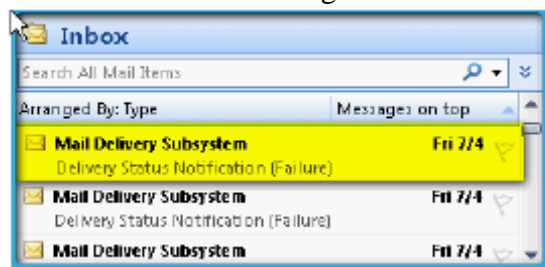 Inbox
Search All Mail Items
Arranged By: Type Messages on top
Mail Delivery Subsystem Fri 7/4
Delivery Status Notification (Failure)
Mail Delivery Subsystem Fri 7/4
Delivery Status Notification (Failure)
Mail Delivery Subsystem Fri 7/4